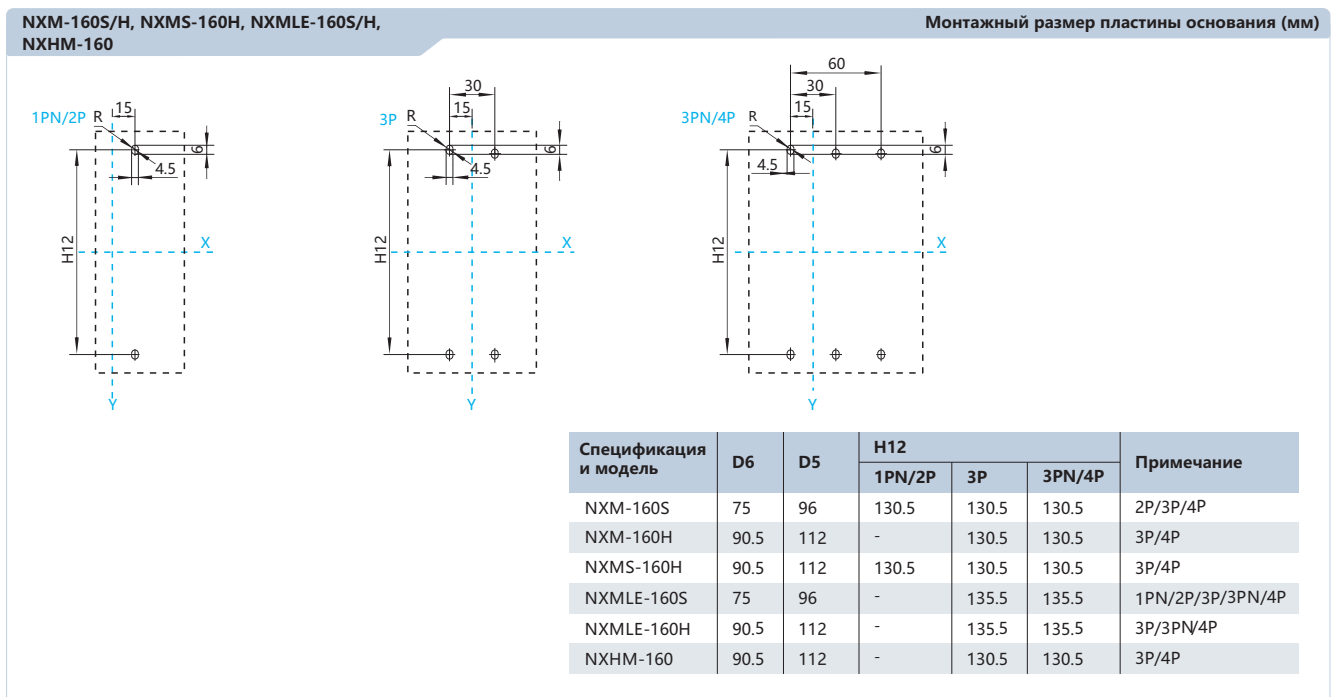 NXM-160S/H, NXMS-160H, NXMLE-160S/H,
NXHM-160
Монтажный размер пластины основания (мм)
1PN/2P R 15
6
4.5
H12
X
Y
3P R 30
15
6
4.5
H12
X
Y
3PN/4P R 60
30
15
6
4.5
H12
X
Y
Спецификация и модель D6 D5 H12 Примечание
1PN/2P 3P 3PN/4P
NXM-160S 75 96 130.5 130.5 130.5 2P/3P/4P
NXM-160H 90.5 112 - 130.5 130.5 3P/4P
NXMS-160H 90.5 112 130.5 130.5 130.5 3P/4P
NXMLE-160S 75 96 - 135.5 135.5 1PN/2P/3P/3PN/4P
NXMLE-160H 90.5 112 - 135.5 135.5 3P/3PN/4P
NXHM-160 90.5 112 - 130.5 130.5 3P/4P